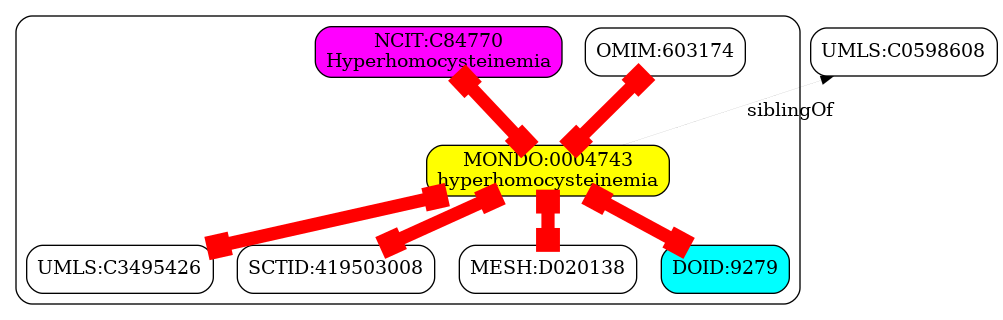 NCIT:C84770
Hyperhomocysteinemia
OMIM:603174
UMLS:C0598608
siblingOf
MONDO:0004743
hyperhomocysteinemia
UMLS:C3495426
SCTID:419503008
MESH:D020138
DOID:9279